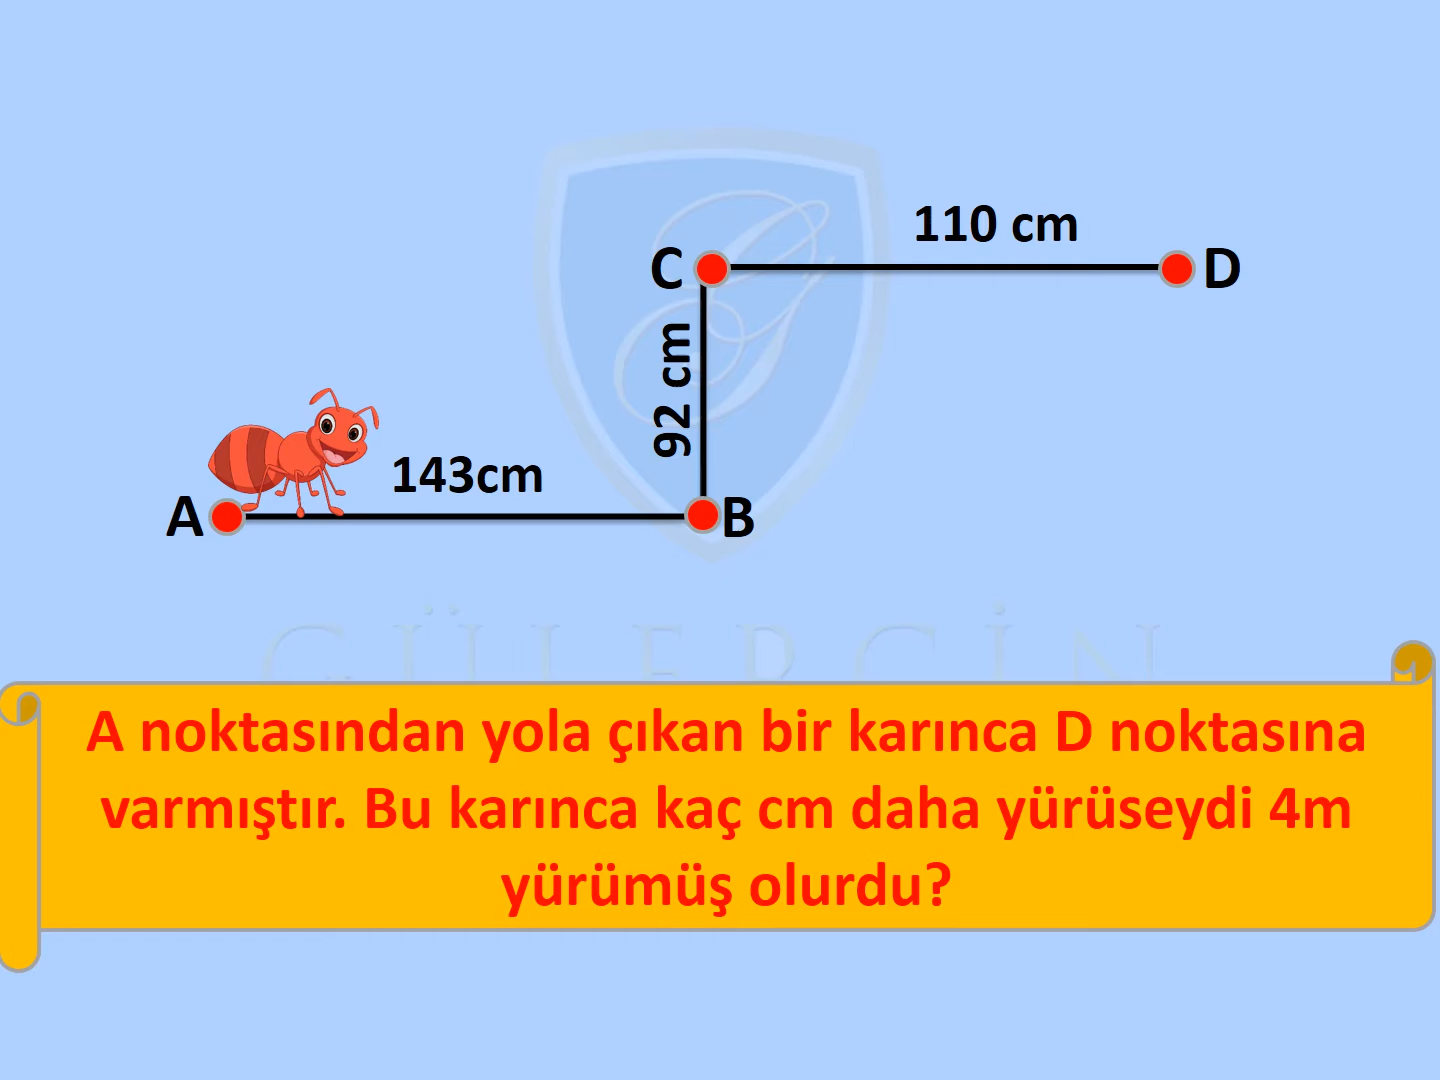 110 cm
C
D
92 cm
143cm
A
B
GÜLERCİN
A noktasından yola çıkan bir karınca D noktasına
varmıştır. Bu karınca kaç cm daha yürüseydi 4m
yürümüş olurdu?